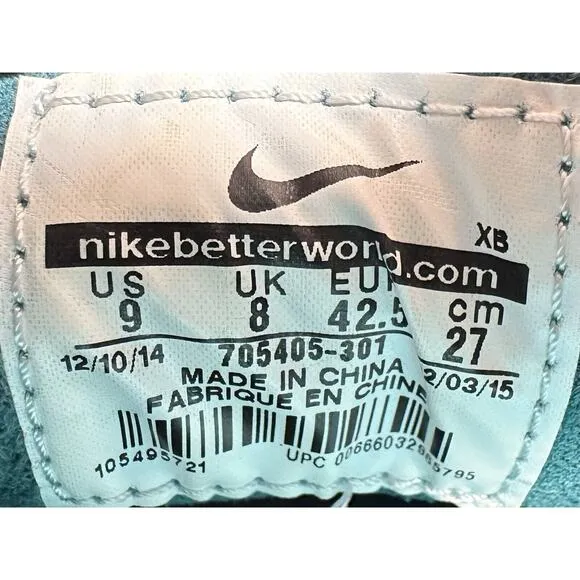 XB
nikebetterworld.com
US UK EUR cm
9 8 42.5 27
12/10/14 705405-301 2/03/15
MADE IN CHINA
FABRIQUE EN CHINE
105495721 UPC